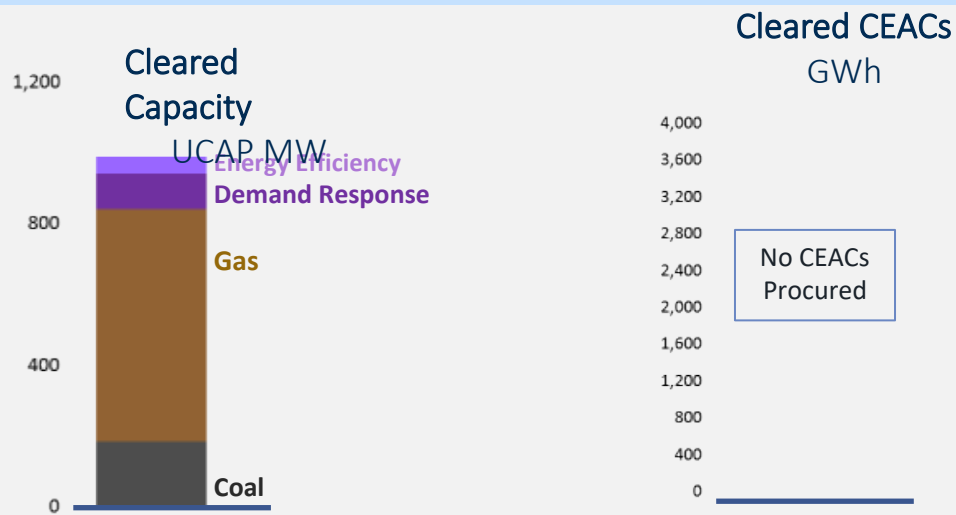 Cleared
Capacity
UCAP MW
1,200
800
400
0
Energy Efficiency
Demand Response
Gas
Coal
Cleared CEACs
GWh
4,000
3,600
3,200
2,800
2,400
2,000
1,600
1,200
800
400
0
No CEACs
Procured